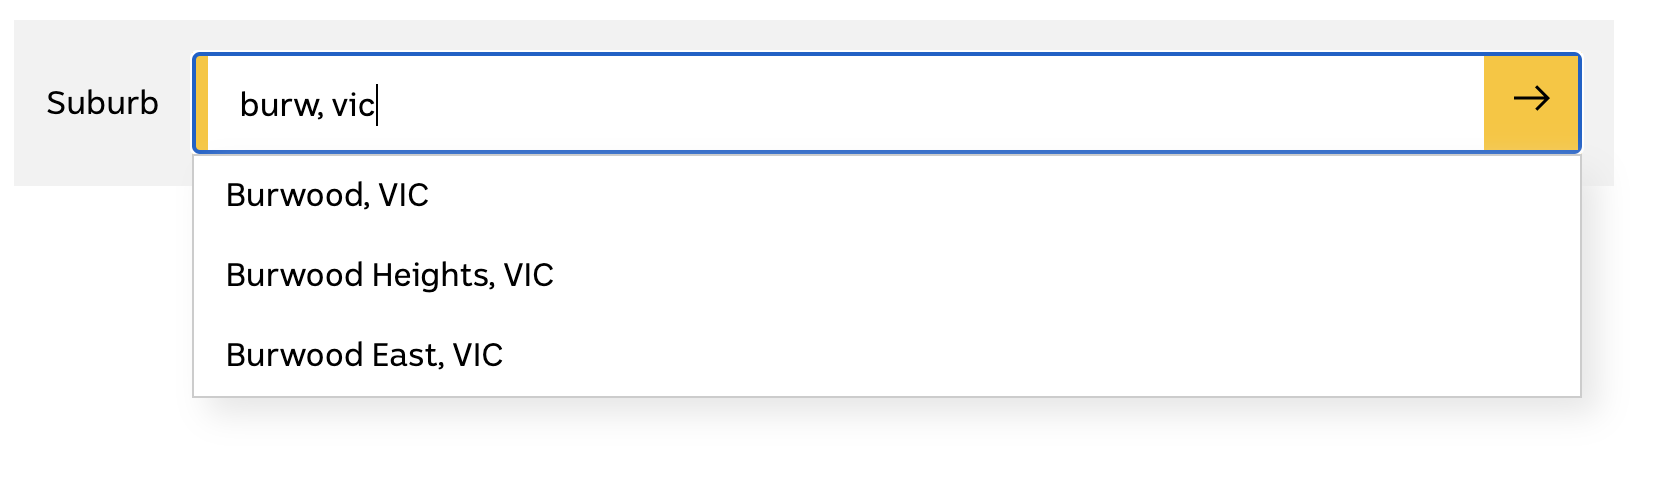 Suburb
burw, vic
Burwood, VIC
Burwood Heights, VIC
Burwood East, VIC